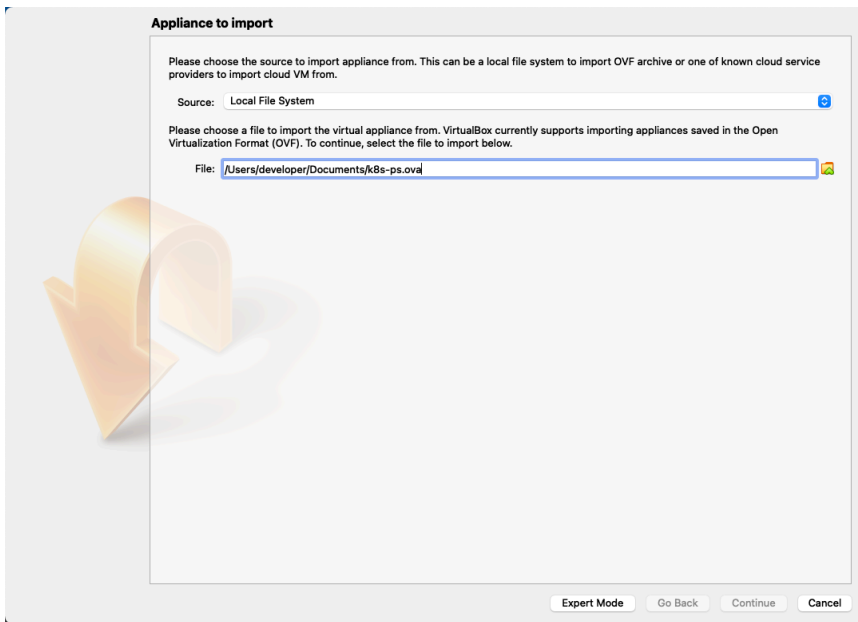 Appliance to import
Please choose the source to import appliance from. This can be a local file system to import OVF archive or one of known cloud service
providers to import cloud VM from.
Source: Local File System
Please choose a file to import the virtual appliance from. VirtualBox currently supports importing appliances saved in the Open
Virtualization Format (OVF). To continue, select the file to import below.
File: /Users/developer/Documents/k8s-ps.ova
Expert Mode Go Back Continue Cancel